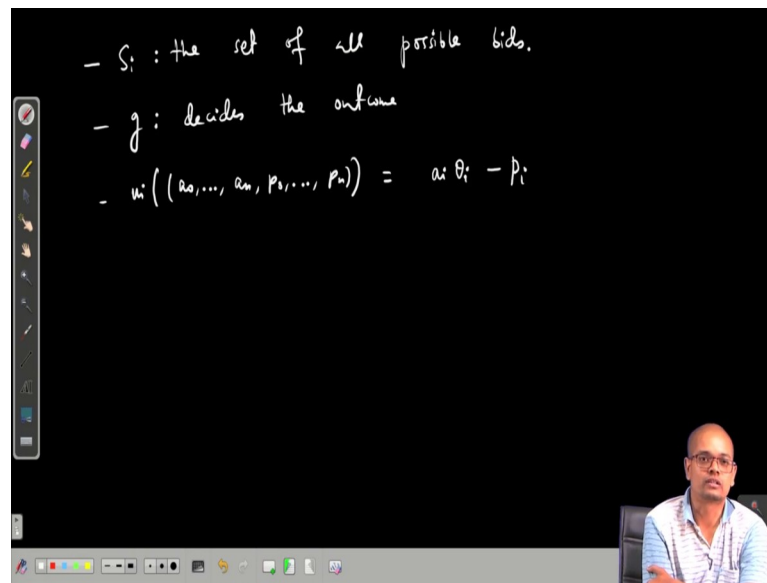 - Si : the set of all possible bids.
- g : decides the outcome
- ui((a0,..., an, p0,..., pn)) = ai θi - pi